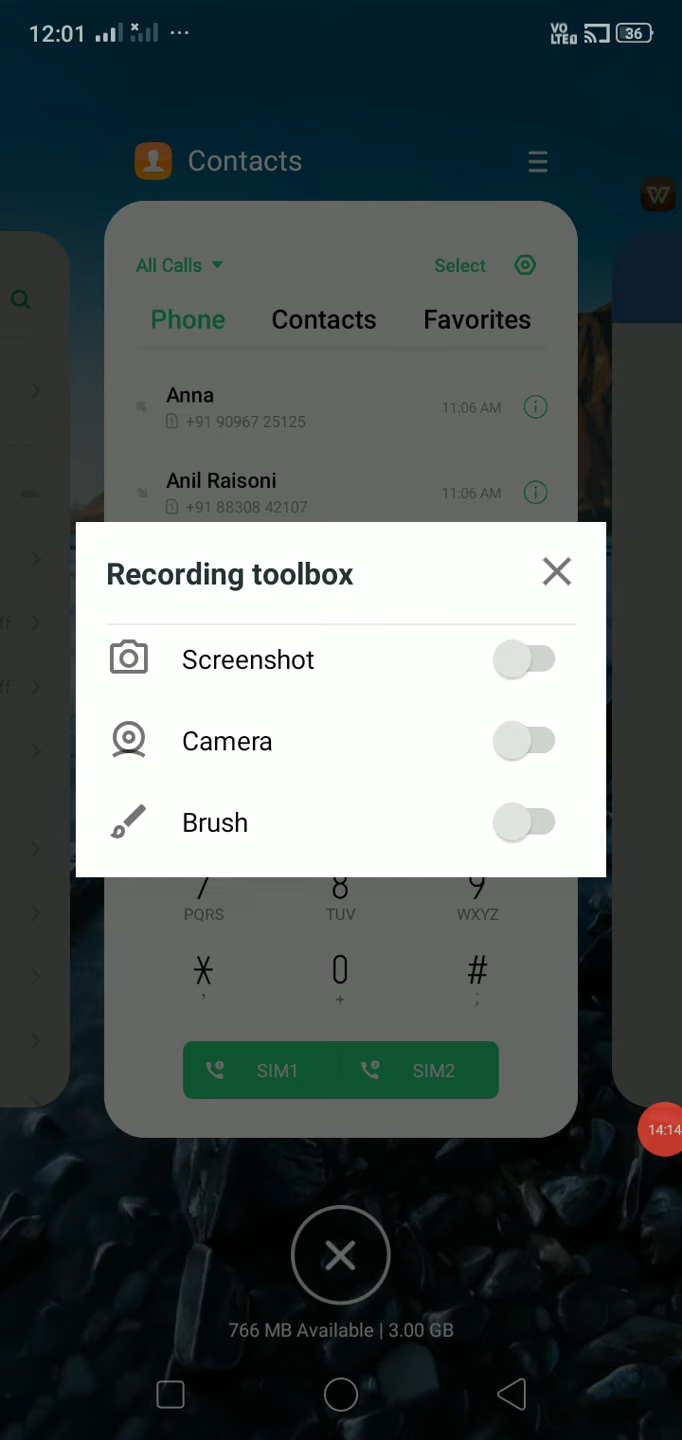 12:01
VO
LTE
36
Contacts
All Calls
Select
Phone Contacts Favorites
Anna
11:06 AM
+91 90967 25125
Anil Raisoni
11:06 AM
+91 88308 42107
Recording toolbox
Screenshot
Camera
Brush
7 8 9
PQRS TUV WXYZ
* 0 #
, + ;
SIM1 SIM2
14:14
766 MB Available | 3.00 GB